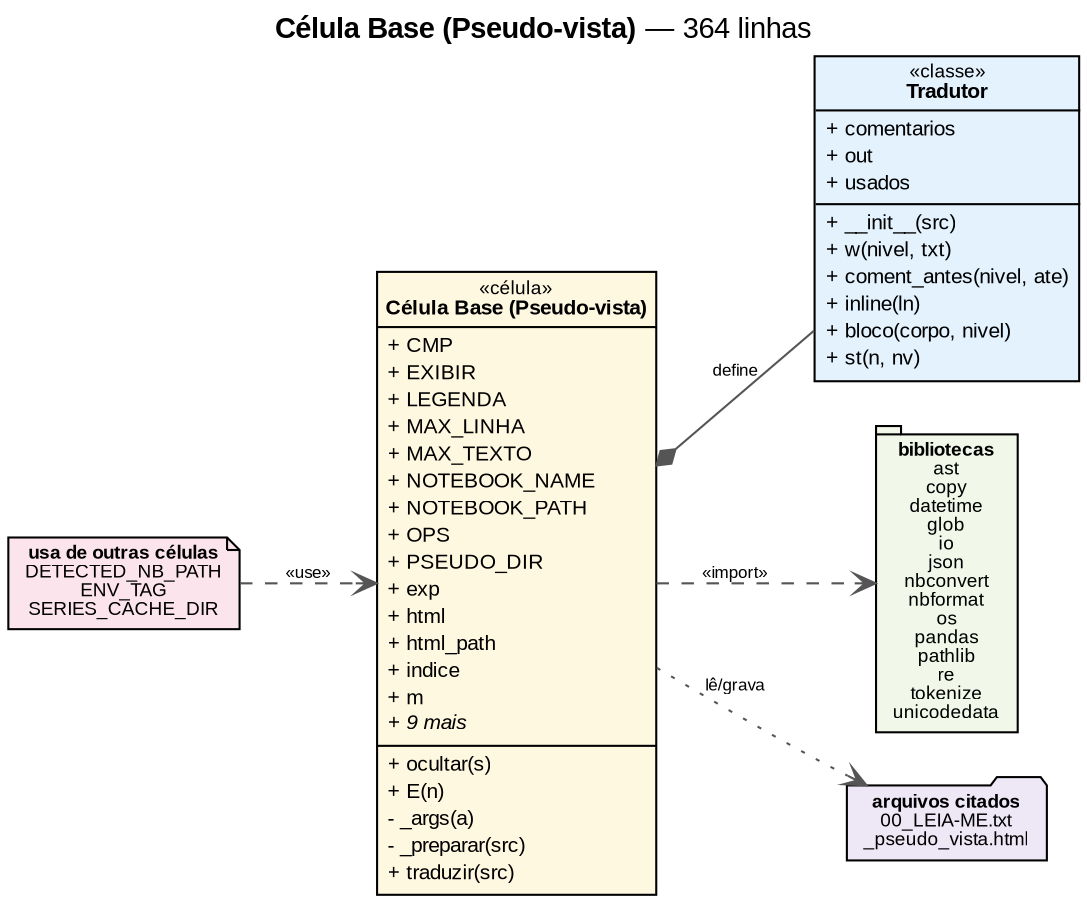 Célula Base (Pseudo-vista) — 364 linhas
«classe»
Tradutor
+ comentarios
+ out
+ usados
+ __init__(src)
+ w(nivel, txt)
+ coment_antes(nivel, ate)
+ inline(ln)
+ bloco(corpo, nivel)
+ st(n, nv)
«célula»
Célula Base (Pseudo-vista)
+ CMP
+ EXIBIR
+ LEGENDA
+ MAX_LINHA
+ MAX_TEXTO
+ NOTEBOOK_NAME
+ NOTEBOOK_PATH
+ OPS
+ PSEUDO_DIR
+ exp
+ html
+ html_path
+ indice
+ m
+ 9 mais
+ ocultar(s)
+ E(n)
- _args(a)
- _preparar(src)
+ traduzir(src)
define
usa de outras células
DETECTED_NB_PATH
ENV_TAG
SERIES_CACHE_DIR
«use»
«import»
bibliotecas
ast
copy
datetime
glob
io
json
nbconvert
nbformat
os
pandas
pathlib
re
tokenize
unicodedata
lê/grava
arquivos citados
00_LEIA-ME.txt
_pseudo_vista.html